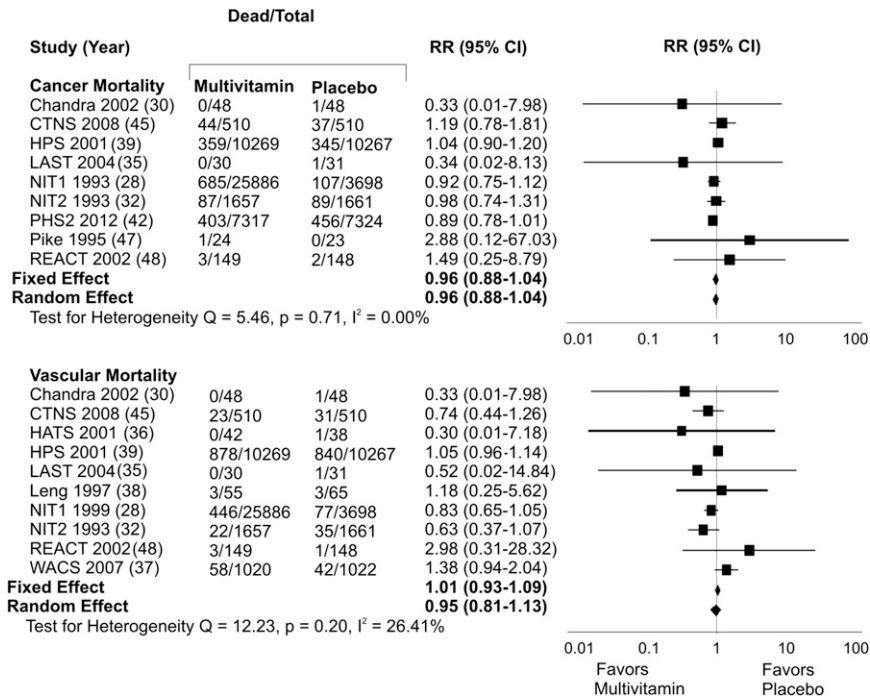 Dead/Total
Study (Year) RR (95% CI) RR (95% CI)
Cancer Mortality Multivitamin Placebo
Chandra 2002 (30) 0/48 1/48 0.33 (0.01-7.98)
CTNS 2008 (45) 44/510 37/510 1.19 (0.78-1.81)
HPS 2001 (39) 359/10269 345/10267 1.04 (0.90-1.20)
LAST 2004 (35) 0/30 1/31 0.34 (0.02-8.13)
NIT1 1993 (28) 685/25886 107/3698 0.92 (0.75-1.12)
NIT2 1993 (32) 87/1657 89/1661 0.98 (0.74-1.31)
PHS2 2012 (42) 403/7317 456/7324 0.89 (0.78-1.01)
Pike 1995 (47) 1/24 0/23 2.88 (0.12-67.03)
REACT 2002 (48) 3/149 2/148 1.49 (0.25-8.79)
Fixed Effect 0.96 (0.88-1.04)
Random Effect 0.96 (0.88-1.04)
Test for Heterogeneity Q = 5.46, p = 0.71, I² = 0.00%
0.01 0.1 1 10 100
Vascular Mortality
Chandra 2002 (30) 0/48 1/48 0.33 (0.01-7.98)
CTNS 2008 (45) 23/510 31/510 0.74 (0.44-1.26)
HATS 2001 (36) 0/42 1/38 0.30 (0.01-7.18)
HPS 2001 (39) 878/10269 840/10267 1.05 (0.96-1.14)
LAST 2004 (35) 0/30 1/31 0.52 (0.02-14.84)
Leng 1997 (38) 3/55 3/65 1.18 (0.25-5.62)
NIT1 1999 (28) 446/25886 77/3698 0.83 (0.65-1.05)
NIT2 1993 (32) 22/1657 35/1661 0.63 (0.37-1.07)
REACT 2002(48) 3/149 1/148 2.98 (0.31-28.32)
WACS 2007 (37) 58/1020 42/1022 1.38 (0.94-2.04)
Fixed Effect 1.01 (0.93-1.09)
Random Effect 0.95 (0.81-1.13)
Test for Heterogeneity Q = 12.23, p = 0.20, I² = 26.41%
0.01 0.1 1 10 100
Favors Favors
Multivitamin Placebo